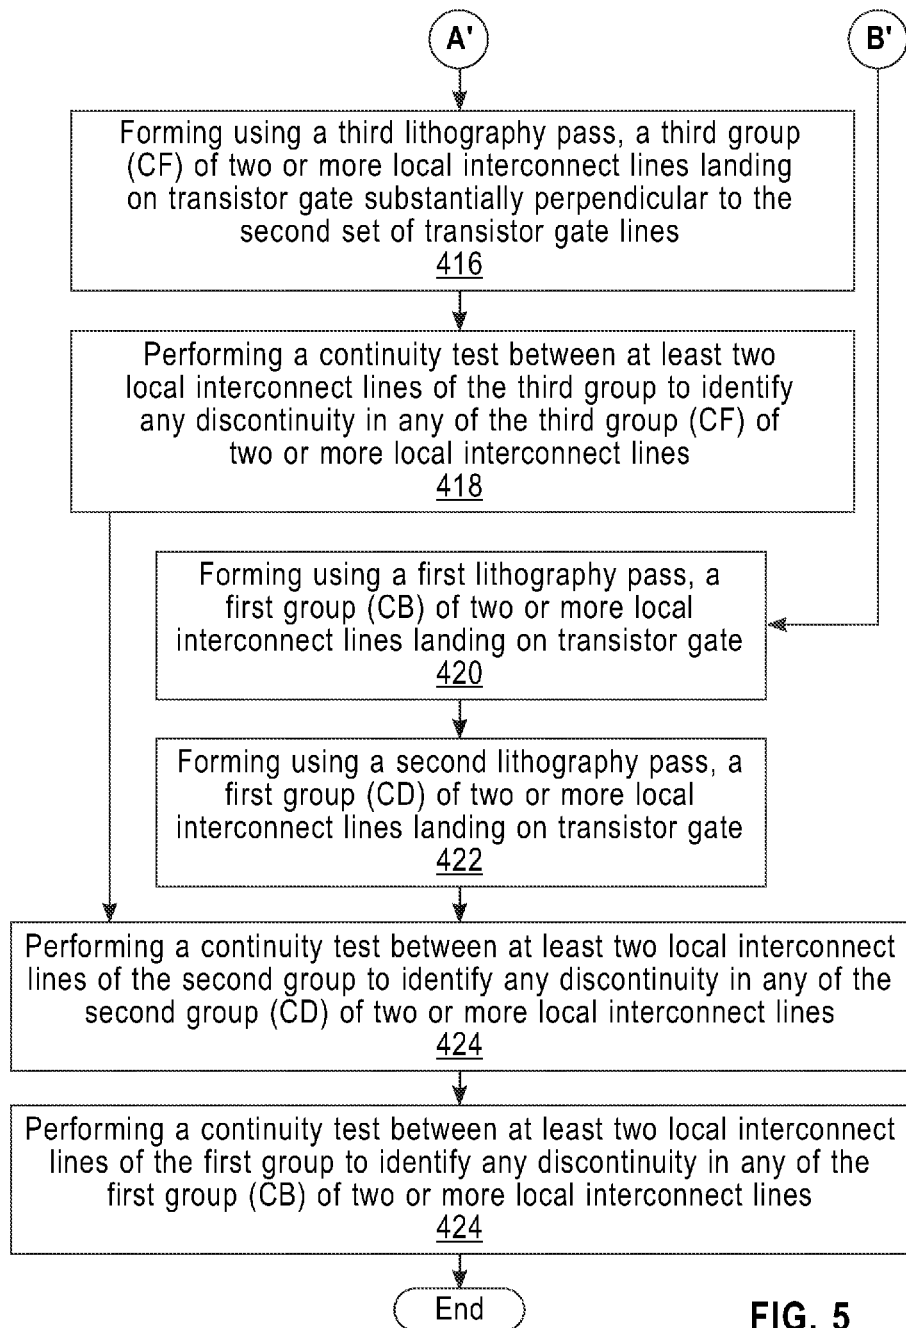 A'
B'
Forming using a third lithography pass, a third group
(CF) of two or more local interconnect lines landing
on transistor gate substantially perpendicular to the
second set of transistor gate lines
416
Performing a continuity test between at least two
local interconnect lines of the third group to identify
any discontinuity in any of the third group (CF) of
two or more local interconnect lines
418
Forming using a first lithography pass, a
first group (CB) of two or more local
interconnect lines landing on transistor gate
420
Forming using a second lithography pass, a
first group (CD) of two or more local
interconnect lines landing on transistor gate
422
Performing a continuity test between at least two local interconnect
lines of the second group to identify any discontinuity in any of the
second group (CD) of two or more local interconnect lines
424
Performing a continuity test between at least two local interconnect
lines of the first group to identify any discontinuity in any of the
first group (CB) of two or more local interconnect lines
424
End
FIG. 5